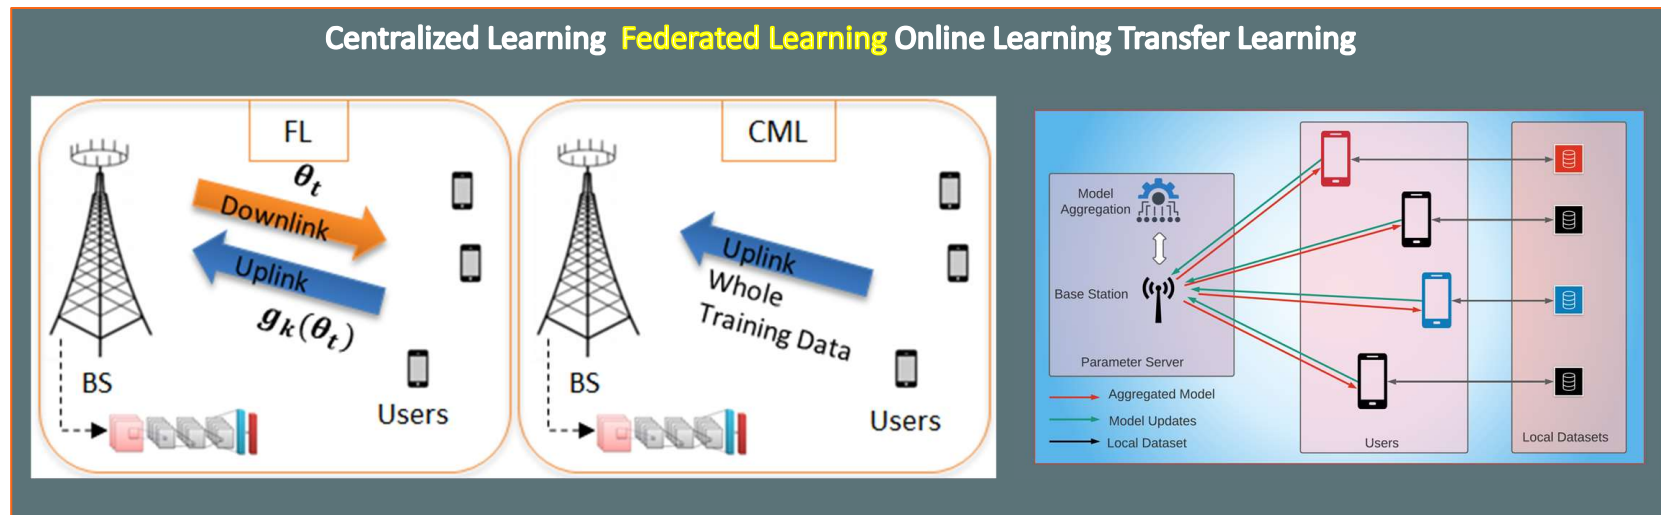 Centralized Learning Federated Learning Online Learning Transfer Learning
FL
θt
Downlink
Uplink
gk(θt)
BS
Users
CML
Uplink
Whole
Training Data
BS
Users
Model
Aggregation
Base Station
Parameter Server
Aggregated Model
Model Updates
Local Dataset
Users
Local Datasets